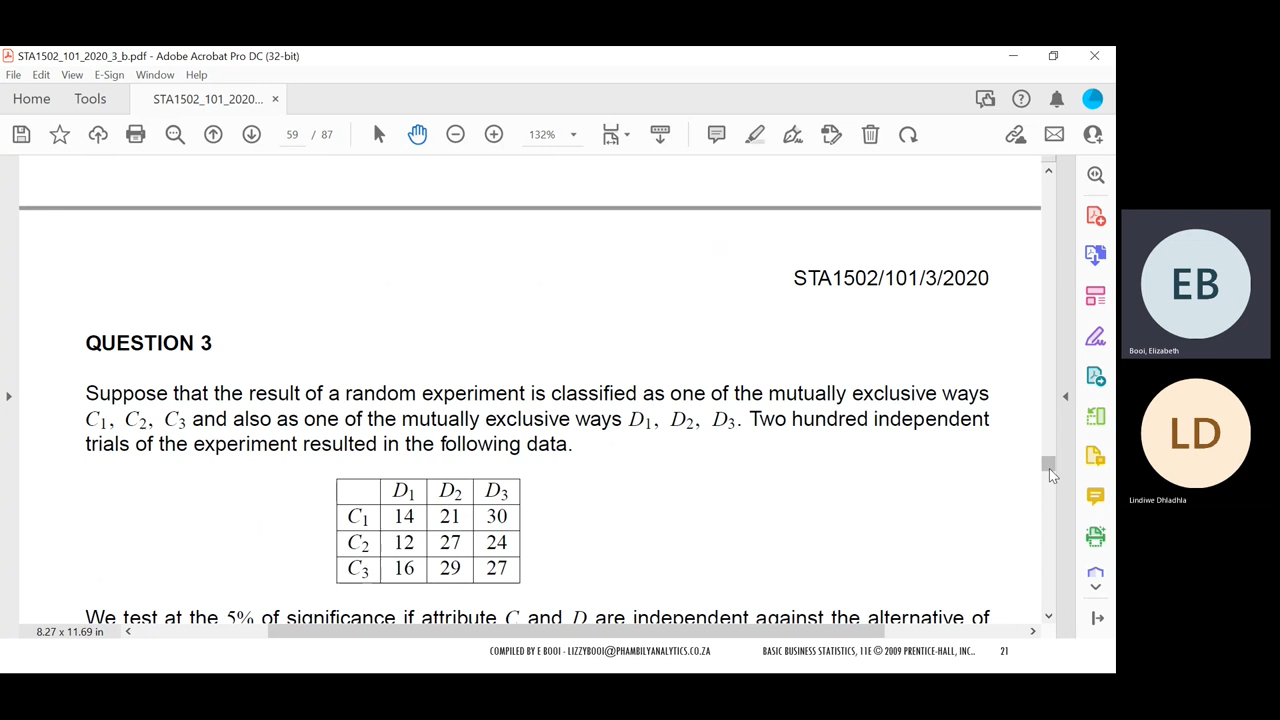 STA1502_101_2020_3_b.pdf - Adobe Acrobat Pro DC (32-bit)
File Edit View E-Sign Window Help
Home Tools STA1502_101_2020... ×
59 / 87 132%
STA1502/101/3/2020
QUESTION 3
Suppose that the result of a random experiment is classified as one of the mutually exclusive ways
C₁, C₂, C₃ and also as one of the mutually exclusive ways D₁, D₂, D₃. Two hundred independent
trials of the experiment resulted in the following data.
D₁ D₂ D₃
C₁ 14 21 30
C₂ 12 27 24
C₃ 16 29 27
We test at the 5% of significance if attribute C and D are independent against the alternative of
8.27 x 11.69 in
COMPILED BY E BOOI - LIZZYBOOI@PHAMBILYANALYTICS.CO.ZA BASIC BUSINESS STATISTICS, 11E © 2009 PRENTICE-HALL, INC.. 21
EB
Booi, Elizabeth
LD
Lindiwe Dhladhla